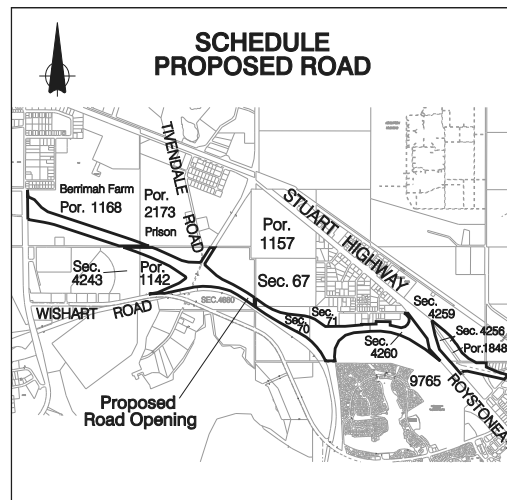 SCHEDULE
PROPOSED ROAD
TIVENDALE ROAD
STUART HIGHWAY
Berrimah Farm
Por. 1168
Por.
2173
Prison
Por.
1157
Sec.
4243
Por.
1142
Sec. 67
WISHART ROAD
SEC.4680
Sec.
70
Sec.
71
Sec.
4260
Sec.
4259
Sec. 4256
Por.1848
9765
ROYSTONEA
Proposed
Road Opening